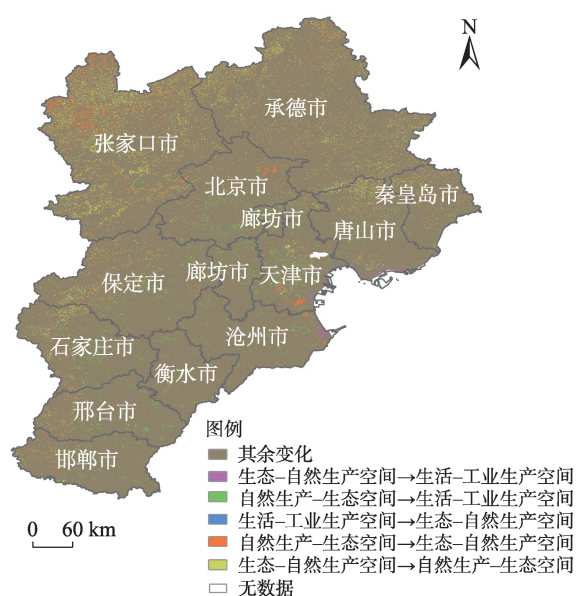 N
承德市
张家口市
北京市
秦皇岛市
廊坊市
唐山市
廊坊市
天津市
保定市
沧州市
石家庄市
衡水市
邢台市
邯郸市
图例
其余变化
生态–自然生产空间→生活–工业生产空间
自然生产–生态空间→生活–工业生产空间
生活–工业生产空间→生态–自然生产空间
自然生产–生态空间→生态–自然生产空间
生态–自然生产空间→自然生产–生态空间
无数据
0 60 km